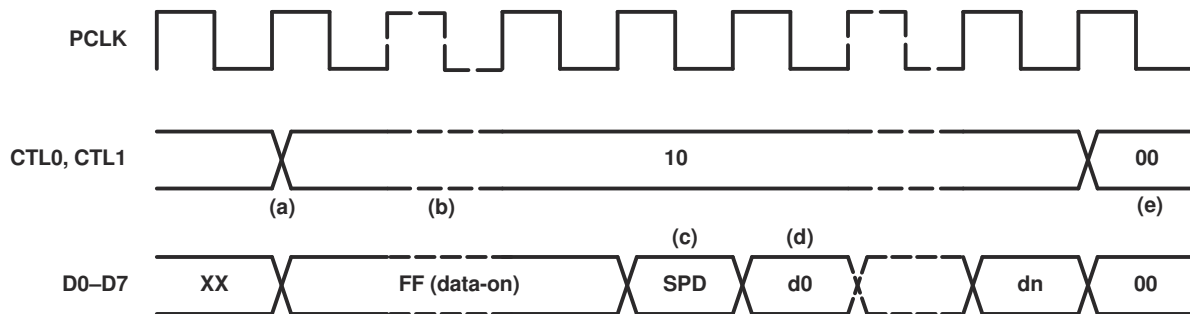 PCLK
CTL0, CTL1 10 00
(a) (b) (e)
(c) (d)
D0–D7 XX FF (data-on) SPD d0 dn 00